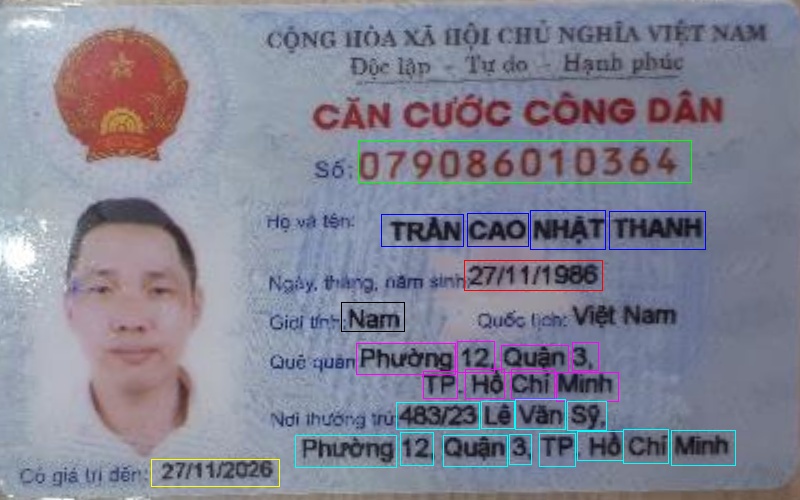 CỘNG HÒA XÃ HỘI CHỦ NGHĨA VIỆT NAM
Độc lập - Tự do - Hạnh phúc
CĂN CƯỚC CÔNG DÂN
Số: 079086010364
Họ và tên: TRẦN CAO NHẬT THANH
Ngày, tháng, năm sinh: 27/11/1986
Giới tính: Nam Quốc tịch: Việt Nam
Quê quán: Phường 12, Quận 3,
TP. Hồ Chí Minh
Nơi thường trú: 483/23 Lê Văn Sỹ,
Phường 12, Quận 3, TP. Hồ Chí Minh
Có giá trị đến: 27/11/2026